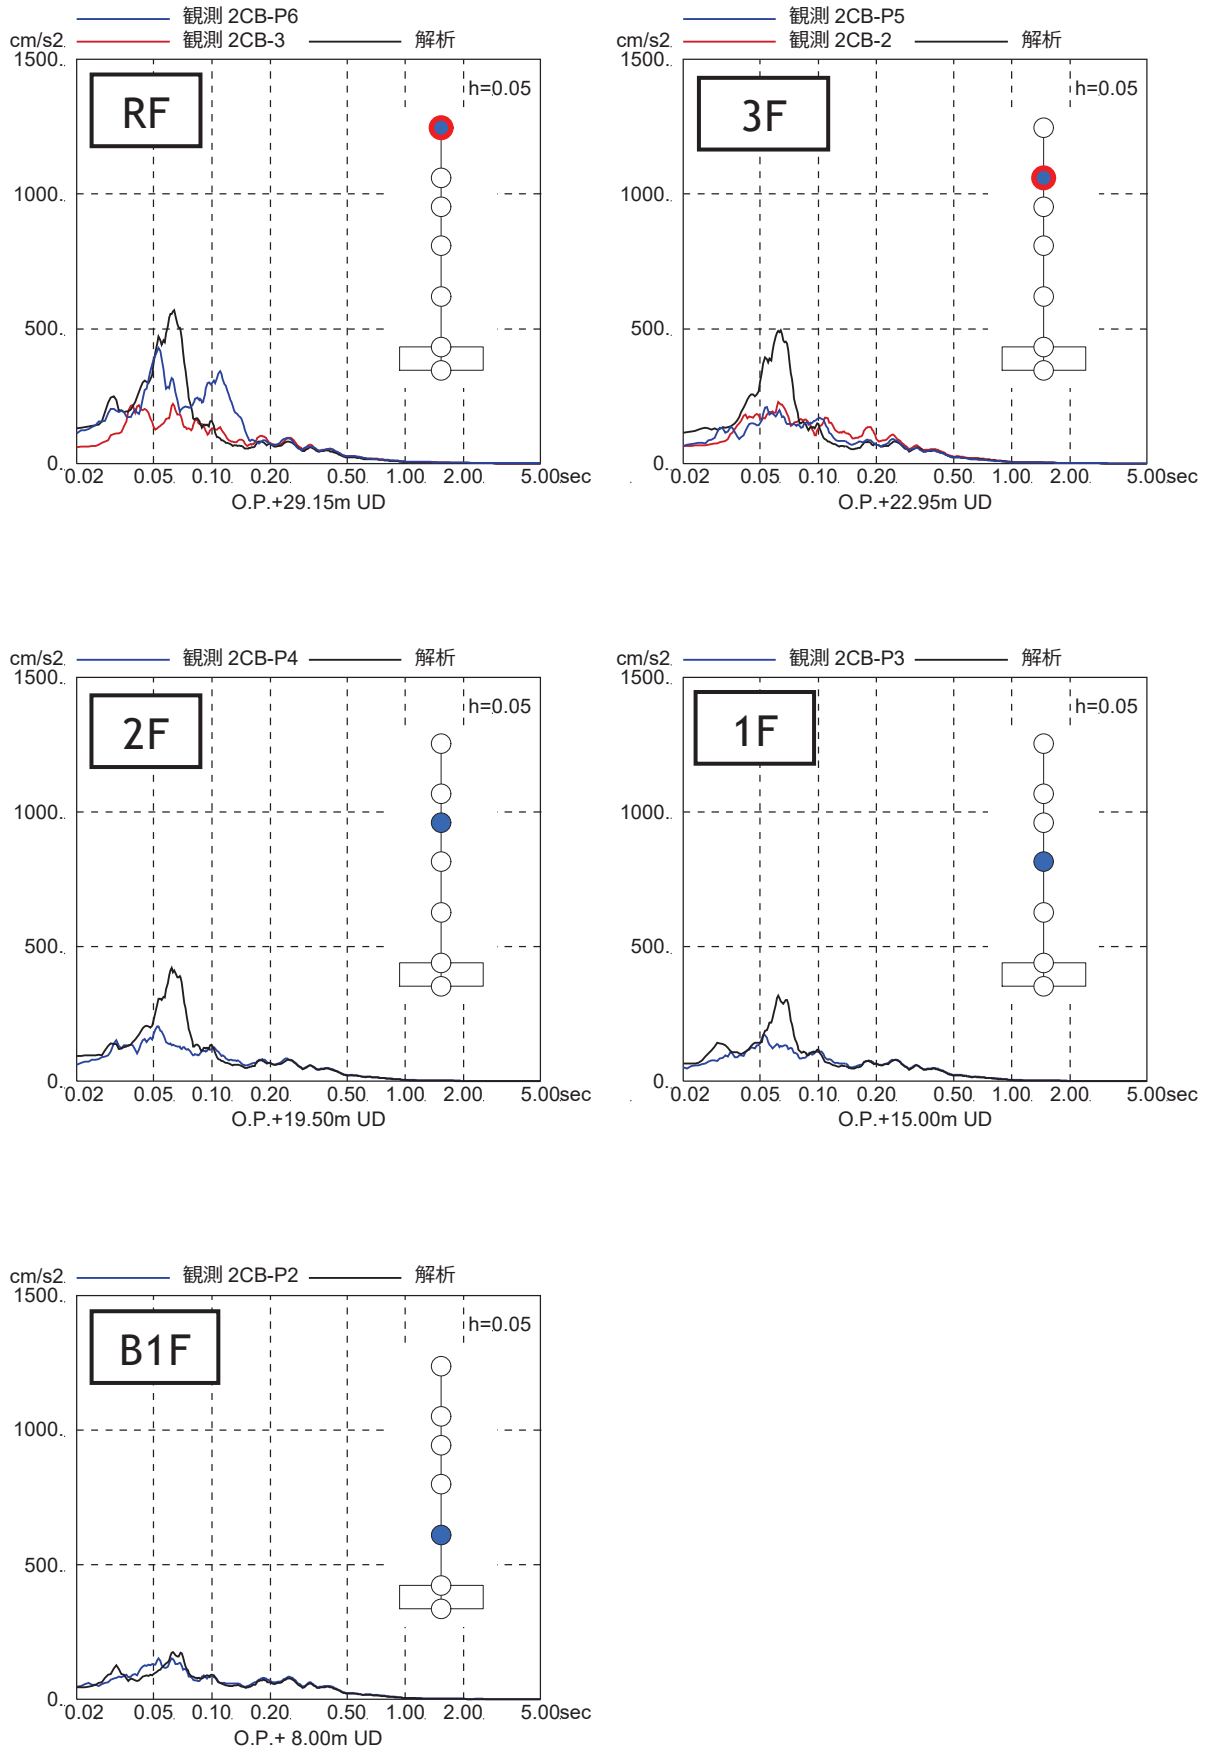 観測 2CB-P6
cm/s2. 観測 2CB-3 解析
1500.
RF
h=0.05
1000.
500.
0.
0.02 0.05 0.10 0.20 0.50 1.00 2.00 5.00sec
O.P.+29.15m UD
観測 2CB-P5
cm/s2. 観測 2CB-2 解析
1500.
3F
h=0.05
1000.
500.
0.
0.02 0.05 0.10 0.20 0.50 1.00 2.00 5.00sec
O.P.+22.95m UD
cm/s2. 観測 2CB-P4 解析
1500.
2F
h=0.05
1000.
500.
0.
0.02 0.05 0.10 0.20 0.50 1.00 2.00 5.00sec
O.P.+19.50m UD
cm/s2. 観測 2CB-P3 解析
1500.
1F
h=0.05
1000.
500.
0.
0.02 0.05 0.10 0.20 0.50 1.00 2.00 5.00sec
O.P.+15.00m UD
cm/s2. 観測 2CB-P2 解析
1500.
B1F
h=0.05
1000.
500.
0.
0.02 0.05 0.10 0.20 0.50 1.00 2.00 5.00sec
O.P.+ 8.00m UD